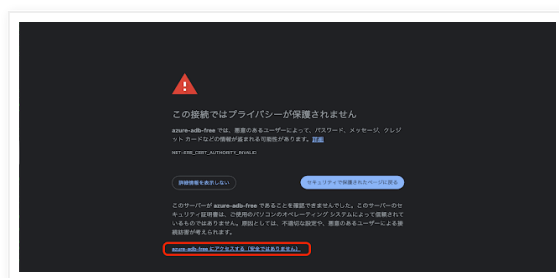 この接続ではプライバシーが保護されません
azure-adb-free では、悪意のあるユーザーによって、パスワード、メッセージ、クレジ
ット カードなどの情報が盗まれる可能性があります。詳細
NET::ERR_CERT_AUTHORITY_INVALID
詳細情報を表示しない
セキュリティで保護されたページに戻る
このサーバーが azure-adb-free であることを確認できませんでした。このサーバーのセ
キュリティ証明書は、ご使用のパソコンのオペレーティング システムによって信頼されて
いるものではありません。原因としては、不適切な設定や、悪意のあるユーザーによる接
続妨害が考えられます。
azure-adb-free にアクセスする（安全ではありません）